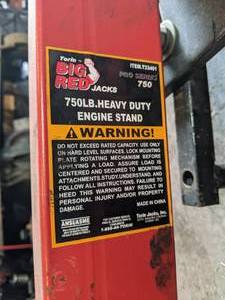 Torin
BIG
RED
JACKS
ITEM.T23401
PRO SERIES
750
750LB.HEAVY DUTY
ENGINE STAND
WARNING!
DO NOT EXCEED RATED CAPACITY. USE ONLY
ON HARD LEVEL SURFACES. LOCK MOUNTING
PLATE ROTATING MECHANISM BEFORE
APPLYING A LOAD. ASSURE LOAD IS
CENTERED AND SECURED TO MOUNTING
ATTACHMENTS.STUDY,UNDERSTAND, AND
FOLLOW ALL INSTRUCTIONS. FAILURE TO
HEED THIS WARNING MAY RESULT IN
PERSONAL INJURY AND/OR PROPERTY
DAMAGE.
MADE IN CHINA
Torin Jacks, Inc.